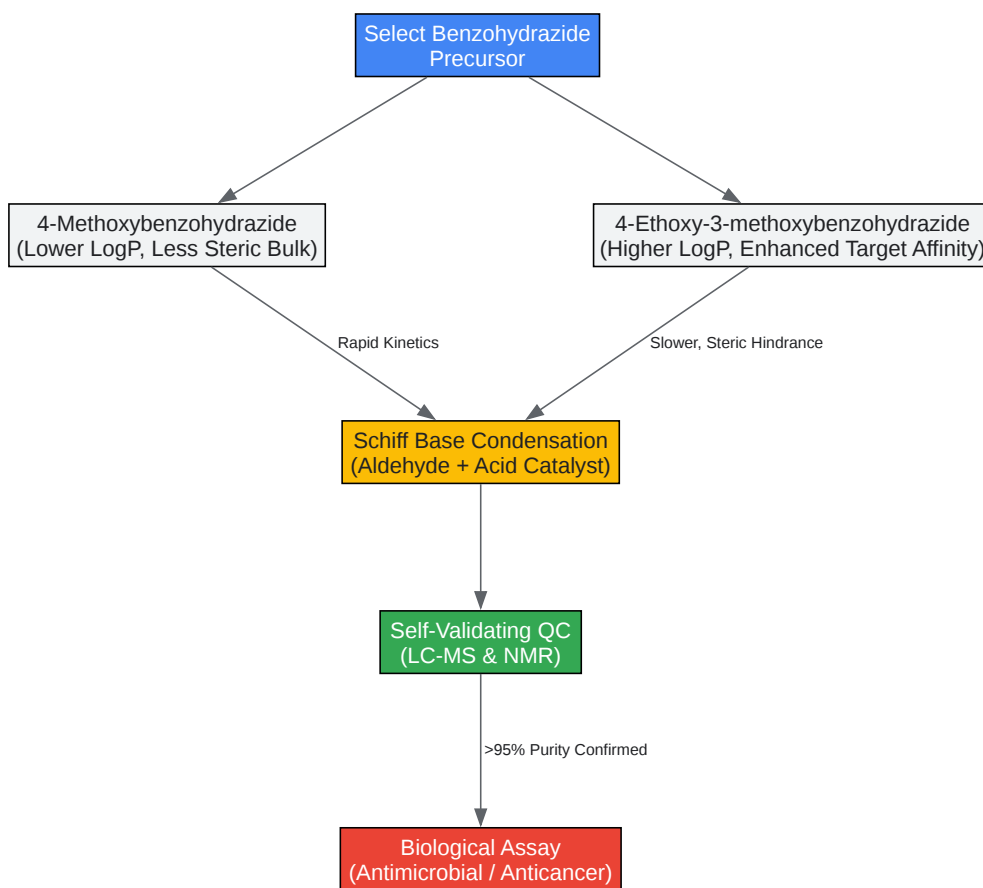 Select Benzohydrazide
Precursor
4-Methoxybenzohydrazide
(Lower LogP, Less Steric Bulk)
4-Ethoxy-3-methoxybenzohydrazide
(Higher LogP, Enhanced Target Affinity)
Rapid Kinetics
Slower, Steric Hindrance
Schiff Base Condensation
(Aldehyde + Acid Catalyst)
Self-Validating QC
(LC-MS & NMR)
>95% Purity Confirmed
Biological Assay
(Antimicrobial / Anticancer)